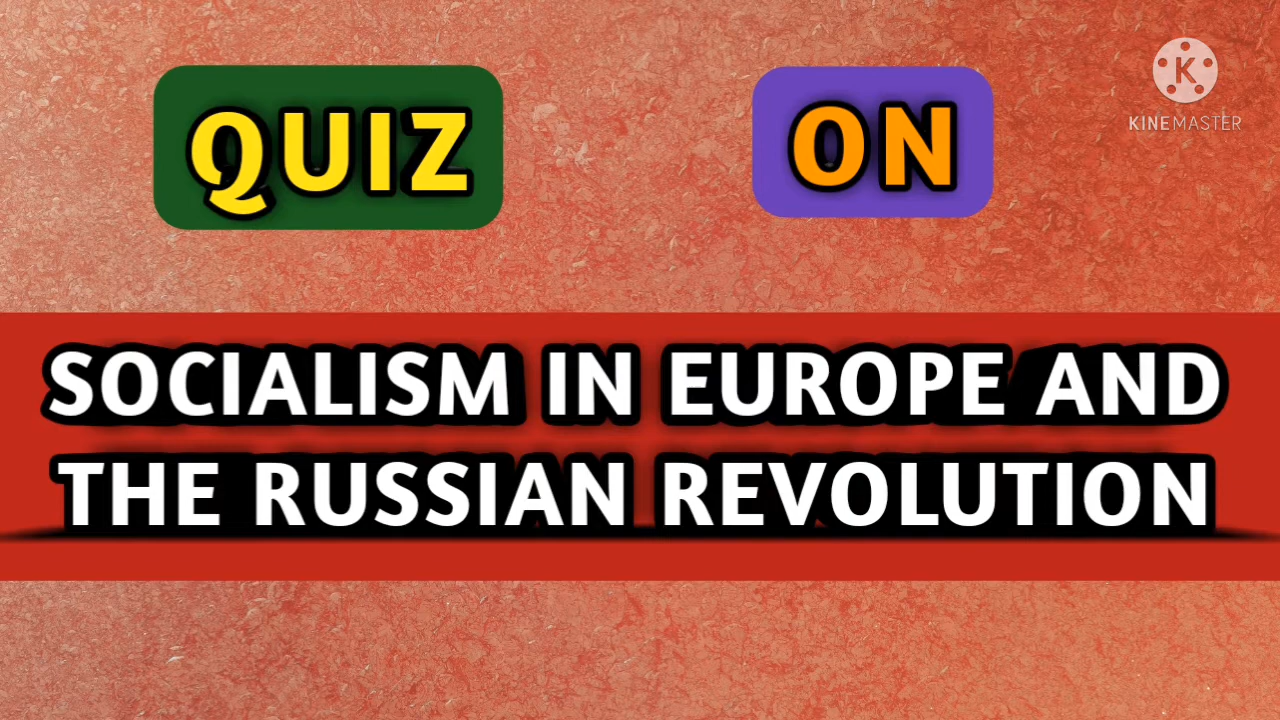 QUIZ ON
K
KINEMASTER
SOCIALISM IN EUROPE AND
THE RUSSIAN REVOLUTION